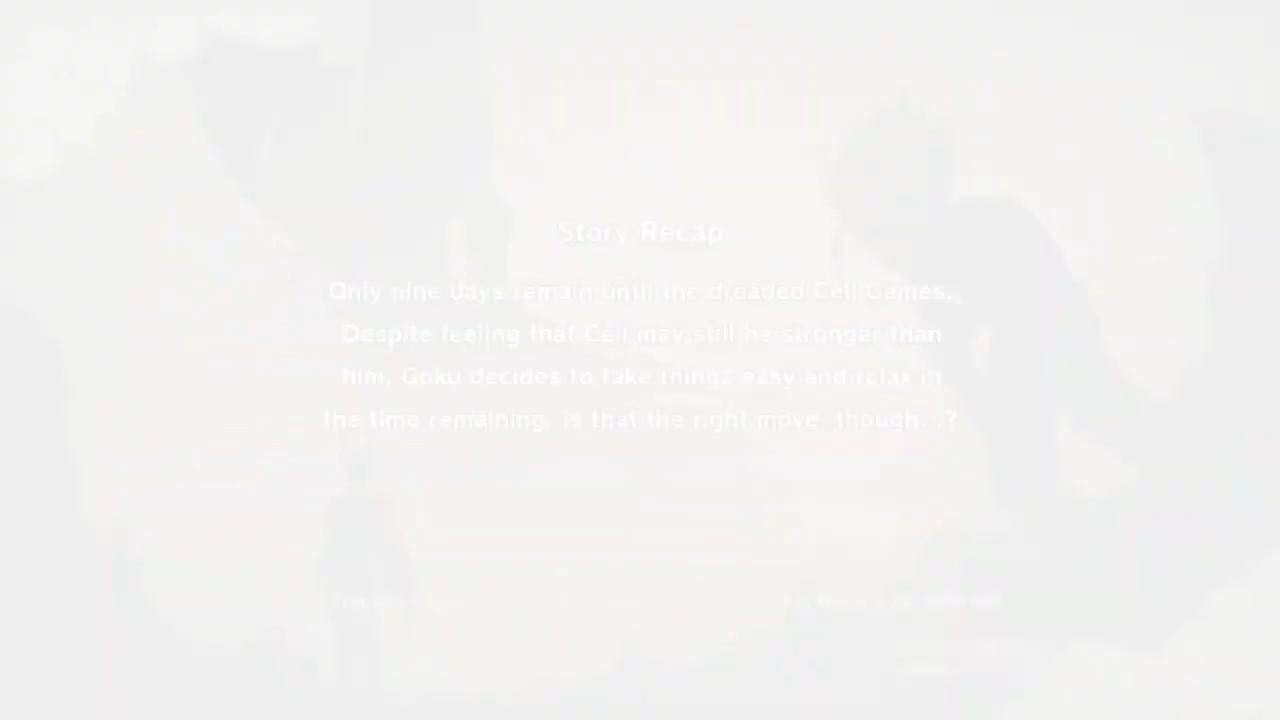 Story Recap
Only nine days remain until the dreaded Cell Games.
Despite feeling that Cell may still be stronger than
him, Goku decides to take things easy and relax in
the time remaining. Is that the right move, though...?